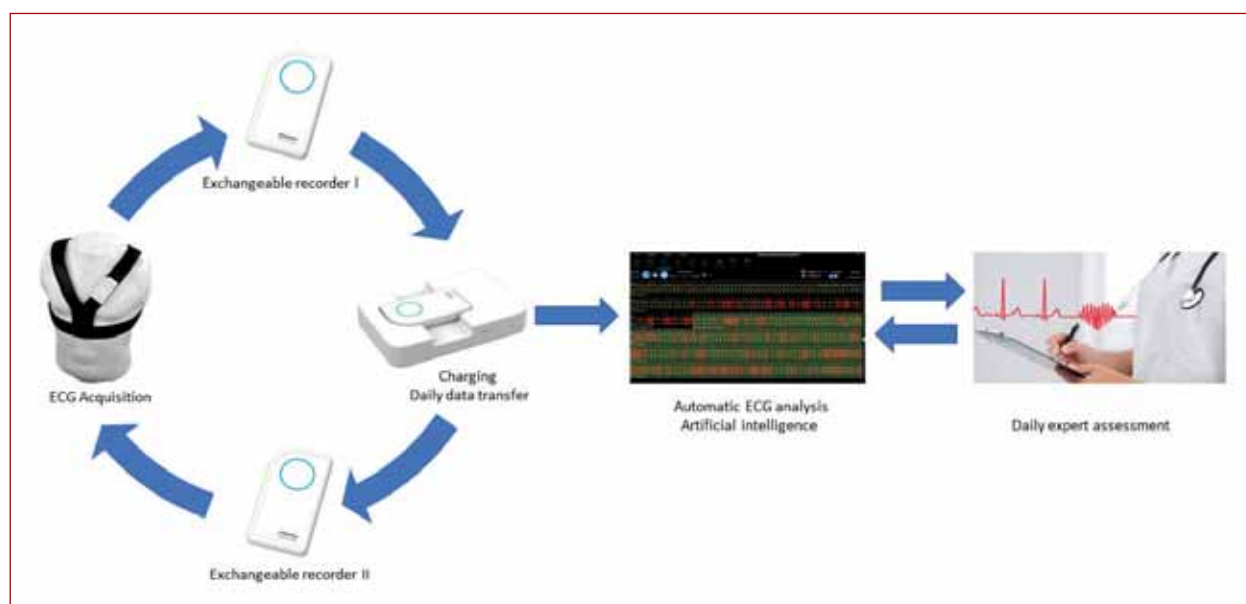 Exchangeable recorder I
ECG Acquisition
Charging
Daily data transfer
Exchangeable recorder II
Automatic ECG analysis
Artificial intelligence
Daily expert assessment